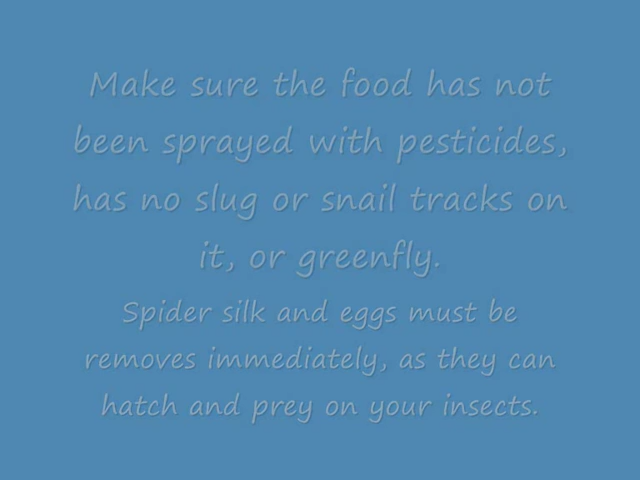 Make sure the food has not
been sprayed with pesticides,
has no slug or snail tracks on
it, or greenfly.
Spider silk and eggs must be
removes immediately, as they can
hatch and prey on your insects.